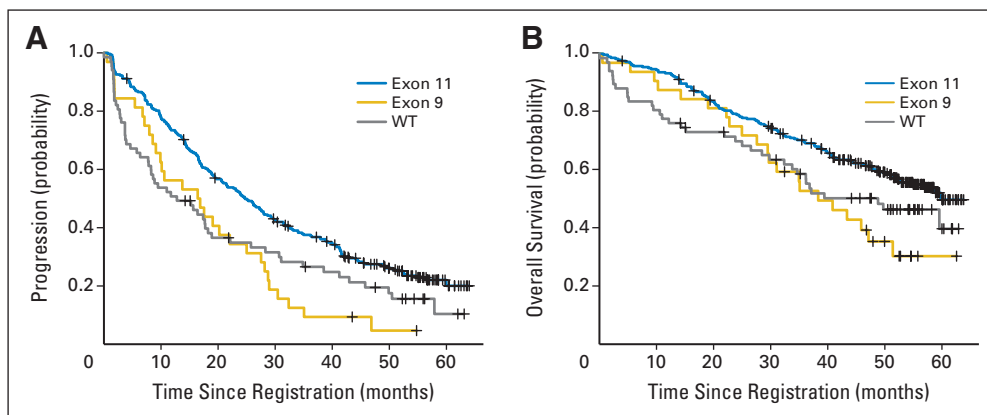 A
Progression (probability)
1.0
0.8
0.6
0.4
0.2
0
10
20
30
40
50
60
Time Since Registration (months)
Exon 11
Exon 9
WT
B
Overall Survival (probability)
1.0
0.8
0.6
0.4
0.2
0
10
20
30
40
50
60
Time Since Registration (months)
Exon 11
Exon 9
WT